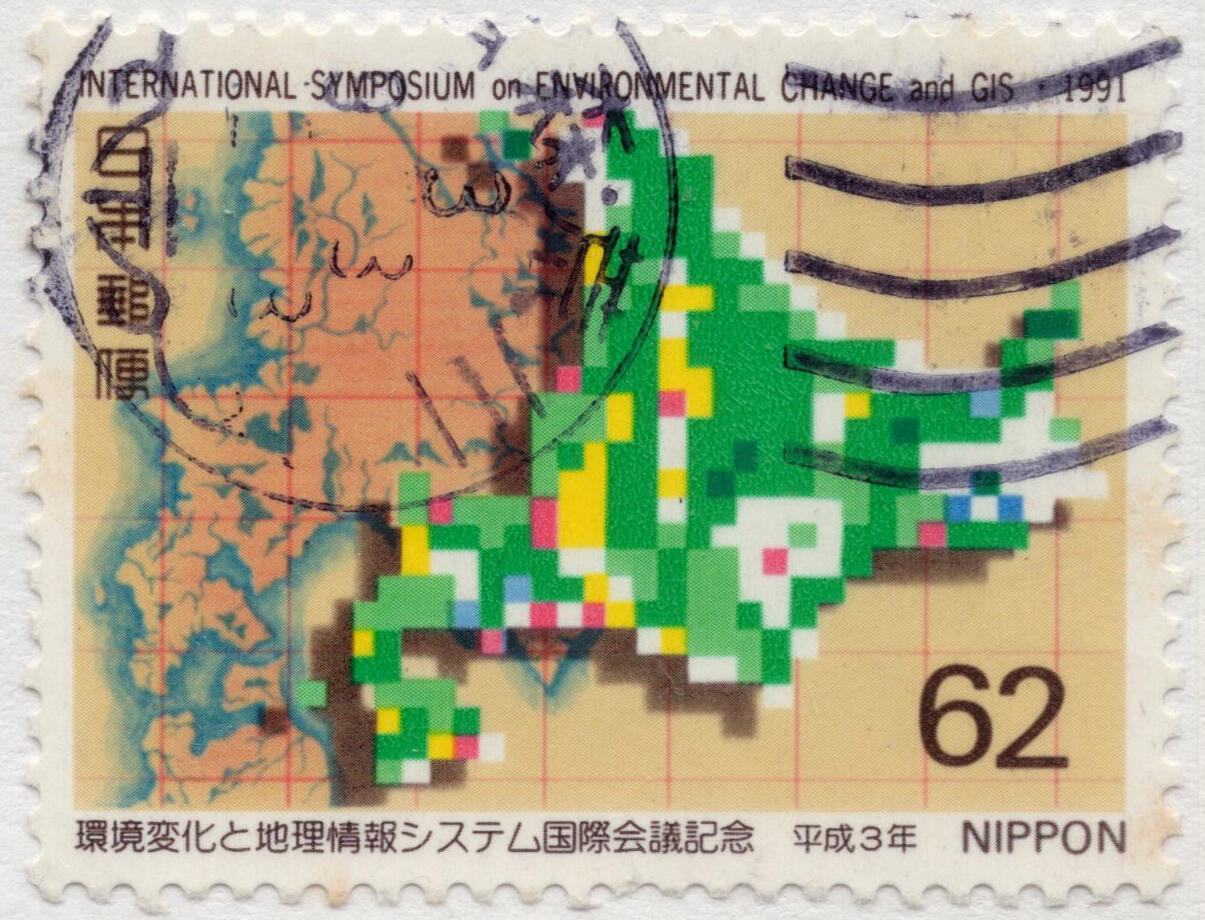 INTERNATIONAL SYMPOSIUM on ENVIRONMENTAL CHANGE and GIS · 1991
日本郵便
62
環境変化と地理情報システム国際会議記念 平成3年 NIPPON